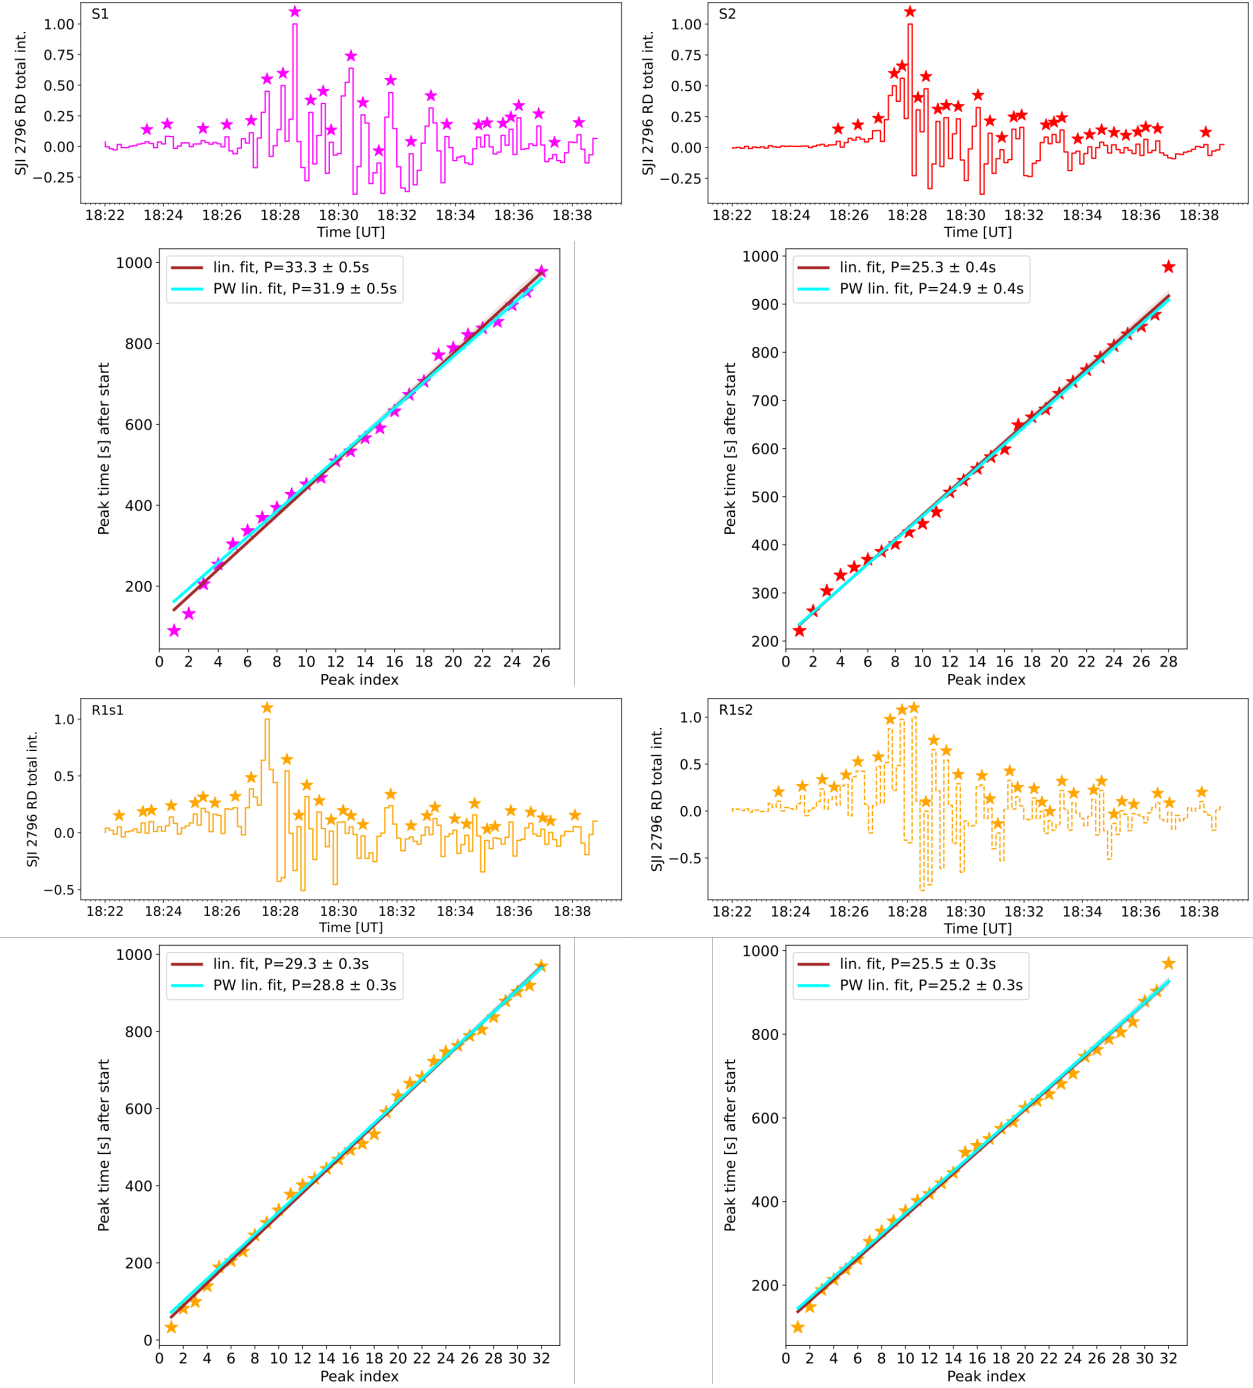 S1
SJI 2796 RD total int.
1.00
0.75
0.50
0.25
0.00
−0.25
18:22 18:24 18:26 18:28 18:30 18:32 18:34 18:36 18:38
Time [UT]
S2
SJI 2796 RD total int.
1.00
0.75
0.50
0.25
0.00
−0.25
18:22 18:24 18:26 18:28 18:30 18:32 18:34 18:36 18:38
Time [UT]
lin. fit, P=33.3 ± 0.5s
PW lin. fit, P=31.9 ± 0.5s
Peak time [s] after start
1000
800
600
400
200
0 2 4 6 8 10 12 14 16 18 20 22 24 26
Peak index
lin. fit, P=25.3 ± 0.4s
PW lin. fit, P=24.9 ± 0.4s
Peak time [s] after start
1000
900
800
700
600
500
400
300
200
0 2 4 6 8 10 12 14 16 18 20 22 24 26 28
Peak index
R1s1
SJI 2796 RD total int.
1.0
0.5
0.0
−0.5
18:22 18:24 18:26 18:28 18:30 18:32 18:34 18:36 18:38
Time [UT]
R1s2
SJI 2796 RD total int.
1.0
0.5
0.0
−0.5
18:22 18:24 18:26 18:28 18:30 18:32 18:34 18:36 18:38
Time [UT]
lin. fit, P=29.3 ± 0.3s
PW lin. fit, P=28.8 ± 0.3s
Peak time [s] after start
1000
800
600
400
200
0
0 2 4 6 8 10 12 14 16 18 20 22 24 26 28 30 32
Peak index
lin. fit, P=25.5 ± 0.3s
PW lin. fit, P=25.2 ± 0.3s
Peak time [s] after start
1000
800
600
400
200
0 2 4 6 8 10 12 14 16 18 20 22 24 26 28 30 32
Peak index